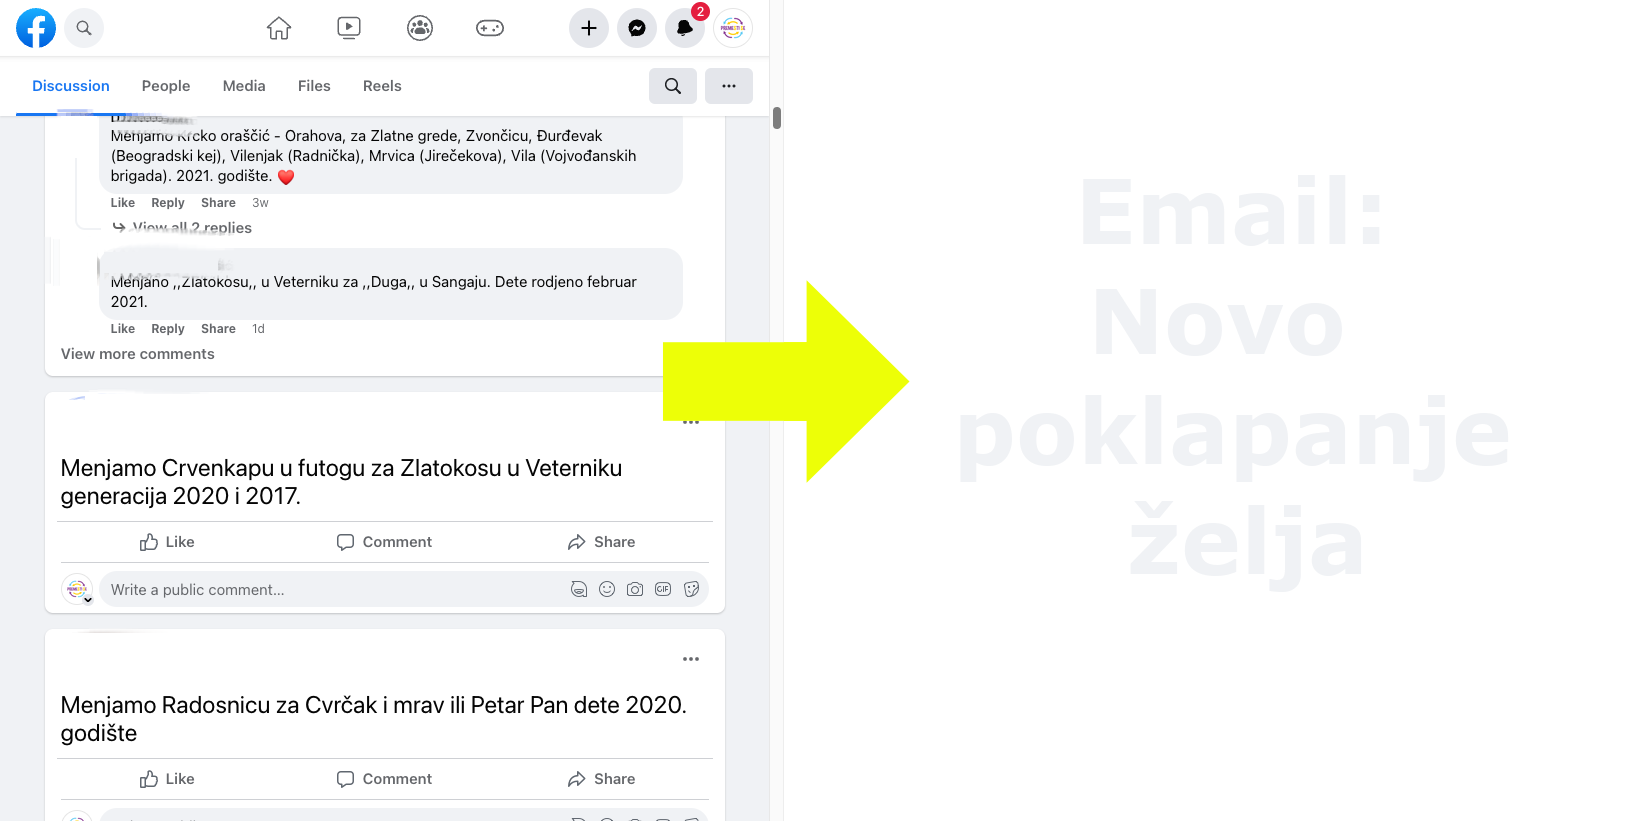 2
Discussion People Media Files Reels
Menjamo Krcko oraščić - Orahova, za Zlatne grede, Zvončicu, Đurđevak
(Beogradski kej), Vilenjak (Radnička), Mrvica (Jirečekova), Vila (Vojvođanskih
brigada). 2021. godište. ❤️
Like Reply Share 3w
View all 2 replies
Menjano ,,Zlatokosu,, u Veterniku za ,,Duga,, u Sangaju. Dete rodjeno februar
2021.
Like Reply Share 1d
View more comments
Menjamo Crvenkapu u futogu za Zlatokosu u Veterniku
generacija 2020 i 2017.
Like Comment Share
Write a public comment...
GIF
Menjamo Radosnicu za Cvrčak i mrav ili Petar Pan dete 2020.
godište
Like Comment Share
Email:
Novo
poklapanje
želja